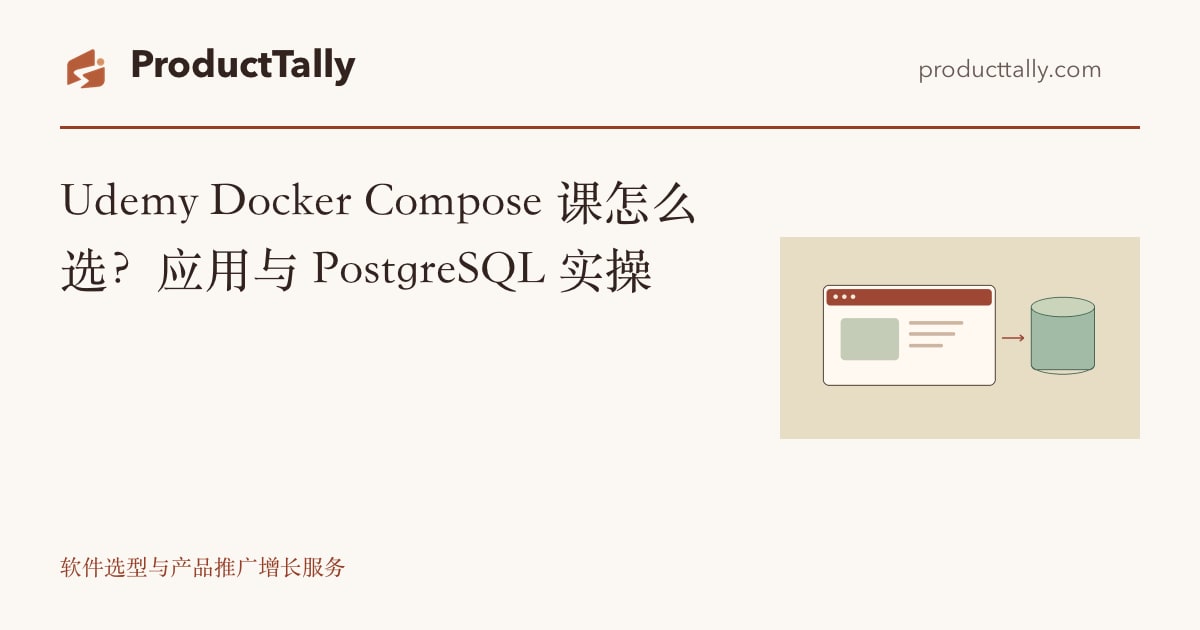 ProductTally
producttally.com
Udemy Docker Compose 课怎么
选？应用与 PostgreSQL 实操
软件选型与产品推广增长服务